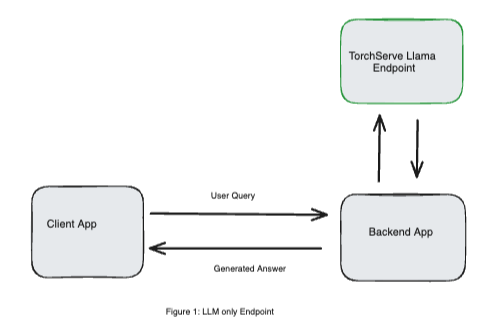 TorchServe Llama
Endpoint
User Query
Client App
Backend App
Generated Answer
Figure 1: LLM only Endpoint